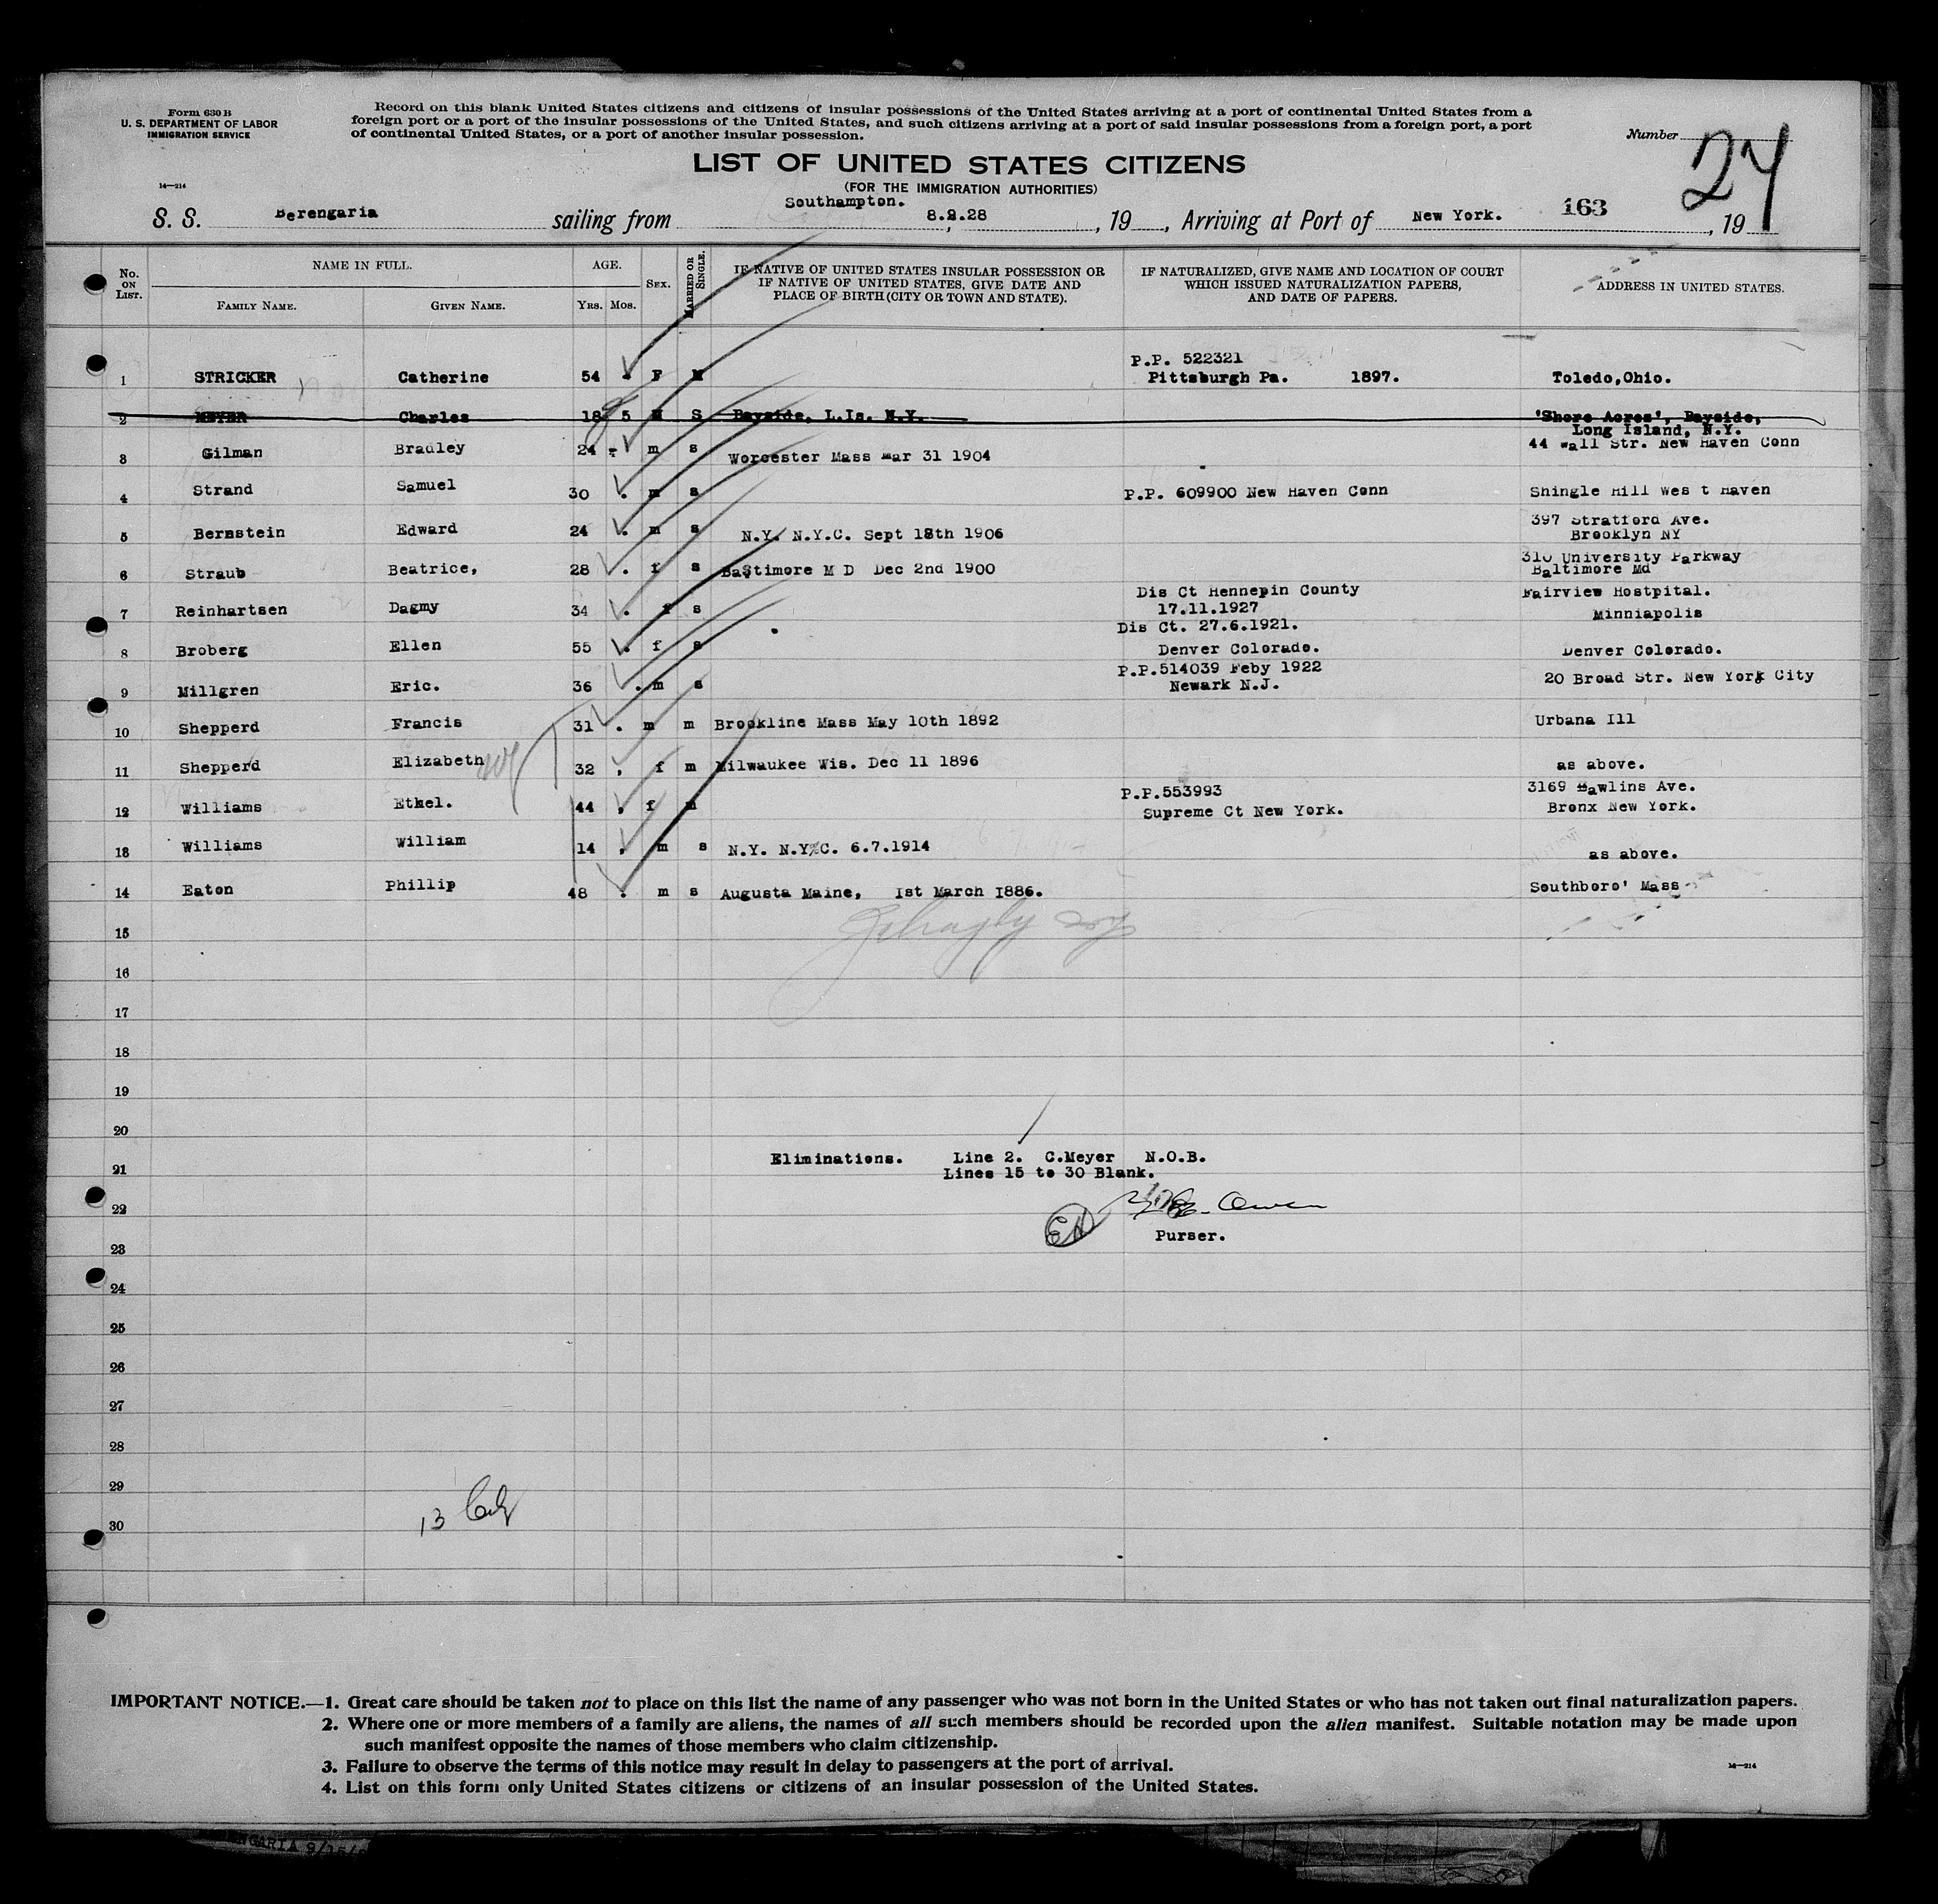 Form 630 B
U. S. DEPARTMENT OF LABOR
IMMIGRATION SERVICE
14—214
Record on this blank United States citizens and citizens of insular possessions of the United States arriving at a port of continental United States from a
foreign port or a port of the insular possessions of the United States, and such citizens arriving at a port of said insular possessions from a foreign port, a port
of continental United States, or a port of another insular possession.
Number 24
LIST OF UNITED STATES CITIZENS
(FOR THE IMMIGRATION AUTHORITIES)
S. S. Berengaria sailing from Southampton. 8.2.28, 19, Arriving at Port of New York. 163, 19
No. ON LIST. NAME IN FULL. AGE. SEX. MARRIED OR SINGLE. IF NATIVE OF UNITED STATES INSULAR POSSESSION OR IF NATIVE OF UNITED STATES, GIVE DATE AND PLACE OF BIRTH (CITY OR TOWN AND STATE). IF NATURALIZED, GIVE NAME AND LOCATION OF COURT WHICH ISSUED NATURALIZATION PAPERS, AND DATE OF PAPERS. ADDRESS IN UNITED STATES.
FAMILY NAME. GIVEN NAME. YRS. MOS.
P.P. 522321
1 STRICKER Catherine 54 F M Pittsburgh Pa. 1897. Toledo,Ohio.
2 MEYER Charles 18 5 M S Bayside, L.Is. N.Y. 'Shore Acres', Bayside,
Long Island, N.Y.
3 Gilman Bradley 24 - m s Worcester Mass Mar 31 1904 44 Wall Str. New Haven Conn
4 Strand Samuel 30 . m s P.P. 609900 New Haven Conn Shingle Hill Wes t Haven
397 Stratford Ave.
5 Bernstein Edward 24 . m s N.Y. N.Y.C. Sept 18th 1906 Brooklyn NY
310 University Parkway
6 Straub Beatrice, 28 . f s Batimore M D Dec 2nd 1900 Baltimore Md
Dis Ct Hennepin County Fairview Hostpital.
7 Reinhartsen Dagmy 34 . f s 17.11.1927 Minniapolis
Dis Ct. 27.6.1921.
8 Broberg Ellen 55 . f s Denver Colorado. Denver Colorado.
P.P.514039 Feby 1922
9 Millgren Eric. 36 . m s Newark N.J. 20 Broad Str. New York City
10 Shepperd Francis 31 . m m Brookline Mass May 10th 1892 Urbana Ill
11 Shepperd Elizabeth 32 , f m Milwaukee Wis. Dec 11 1896 as above.
P.P.553993 3169 Rawlins Ave.
12 Williams Ethel. 44 , f m Supreme Ct New York. Bronx New York.
13 Williams William 14 , m s N.Y. N.Y.C. 6.7.1914 as above.
14 Eaton Phillip 48 . m s Augusta Maine, 1st March 1886. Southboro' Mass
15
16
17
18
19
20
Eliminations. Line 2. C.Meyer N.O.B.
21 Lines 15 to 30 Blank.
22 Owen
EH
Purser.
23
24
25
26
27
28
29
13
30
IMPORTANT NOTICE.—1. Great care should be taken not to place on this list the name of any passenger who was not born in the United States or who has not taken out final naturalization papers.
2. Where one or more members of a family are aliens, the names of all such members should be recorded upon the alien manifest. Suitable notation may be made upon
such manifest opposite the names of those members who claim citizenship.
3. Failure to observe the terms of this notice may result in delay to passengers at the port of arrival.
4. List on this form only United States citizens or citizens of an insular possession of the United States.
14—214